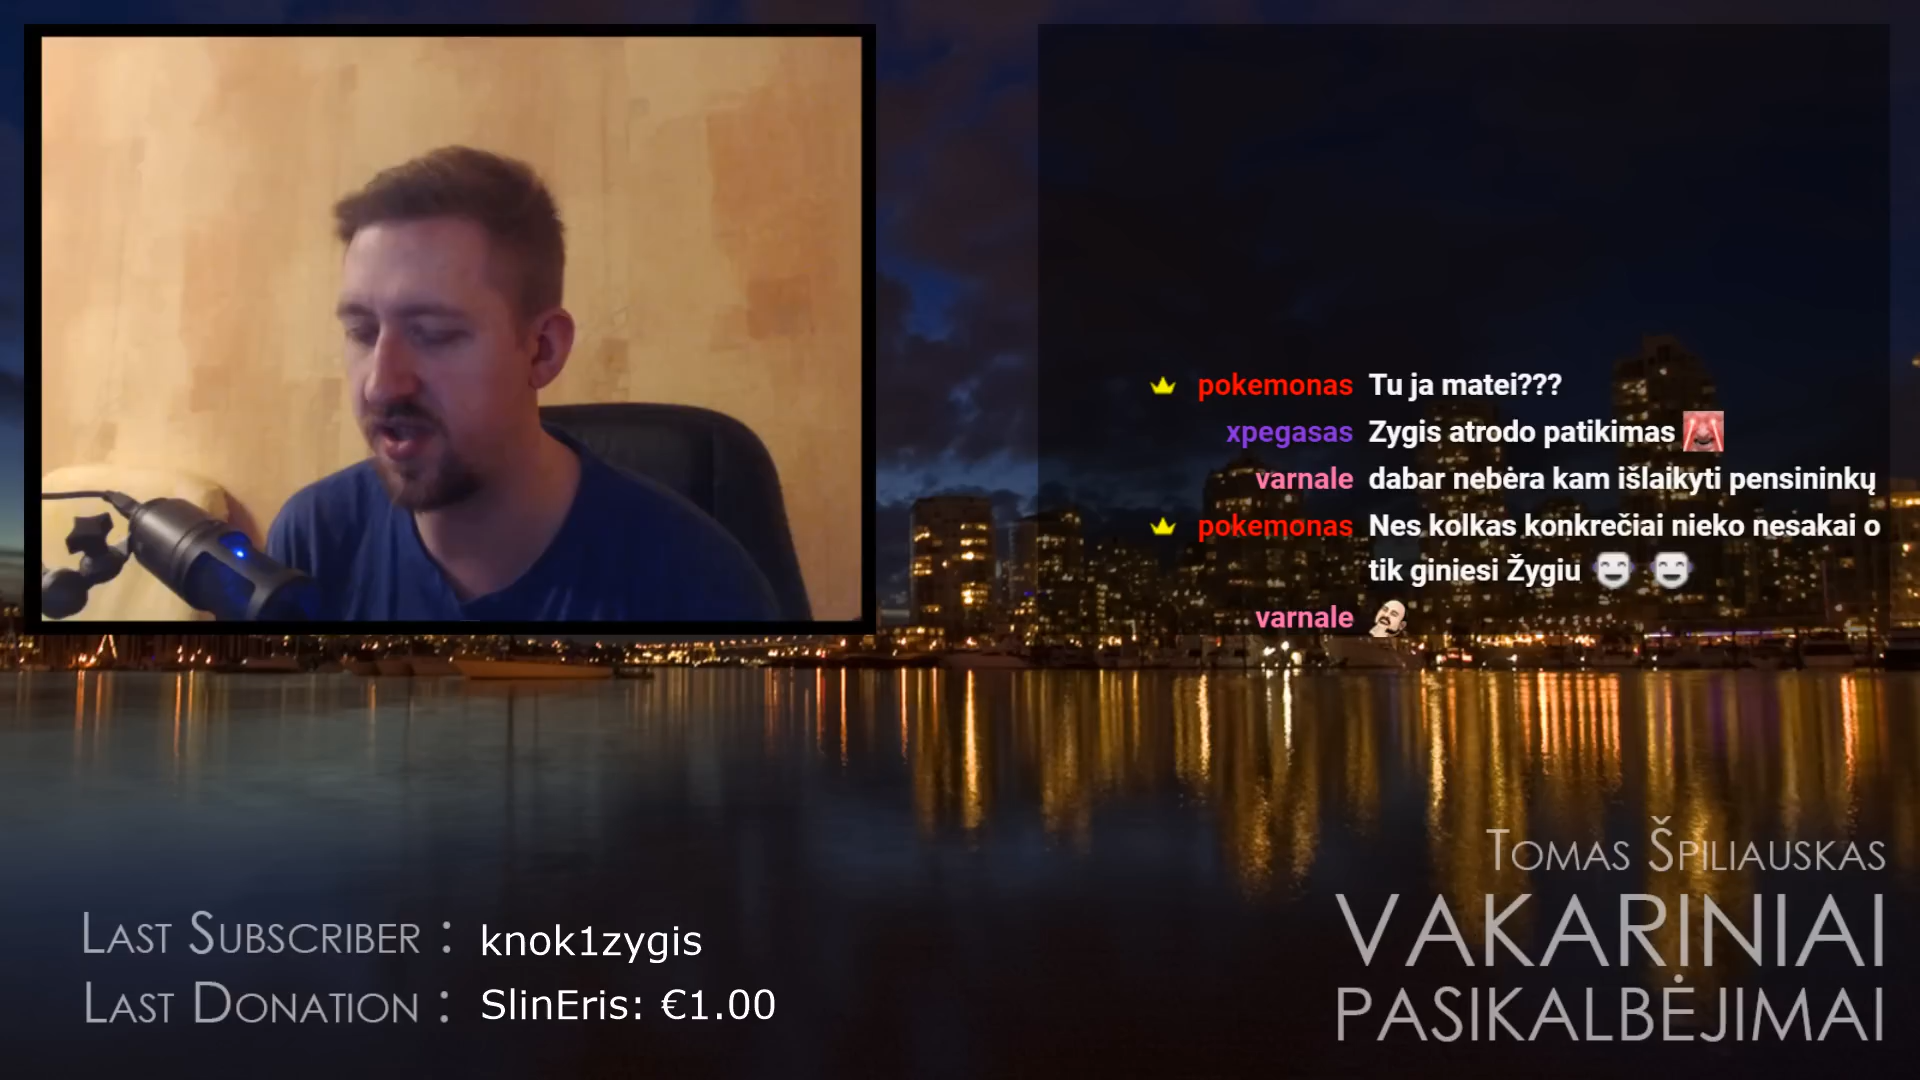 pokemonas Tu ja matei???
xpegasas Zygis atrodo patikimas
varnale dabar nebėra kam išlaikyti pensininkų
pokemonas Nes kolkas konkrečiai nieko nesakai o
tik giniesi Žygiu
varnale
Tomas Špiliauskas
VAKARINIAI
PASIKALBĖJIMAI
Last Subscriber : knok1zygis
Last Donation : SlinEris: €1.00